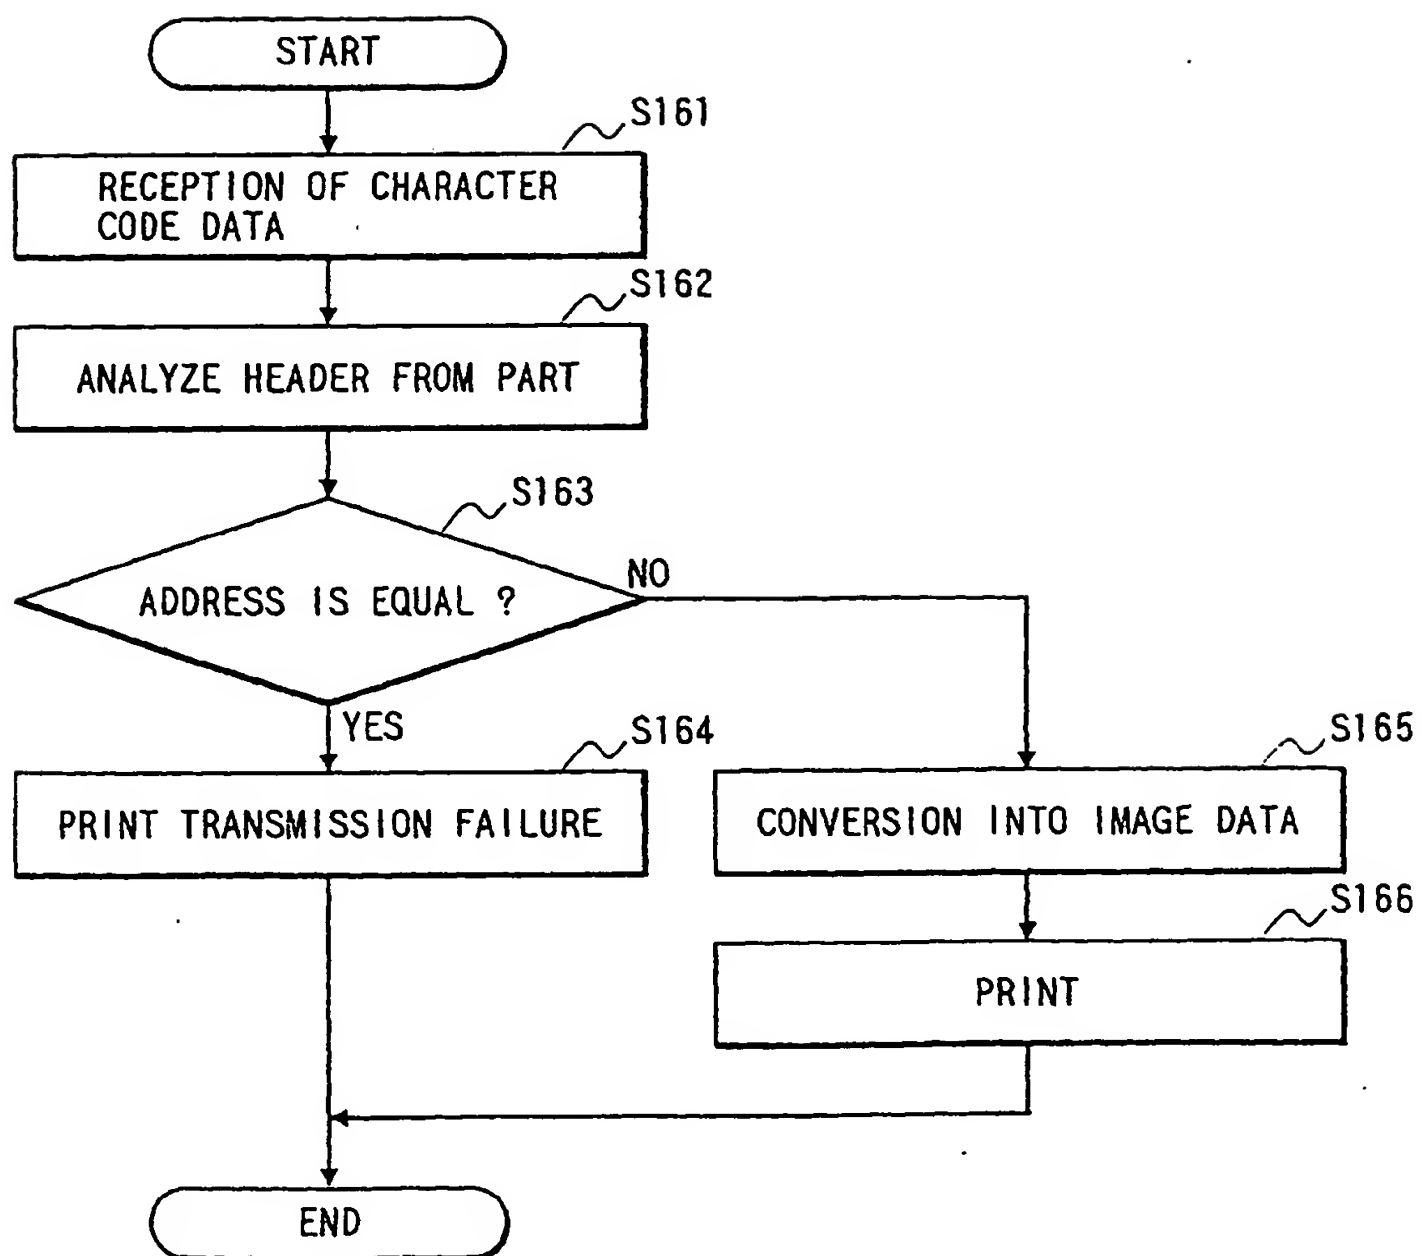 START
S161
RECEPTION OF CHARACTER
CODE DATA
S162
ANALYZE HEADER FROM PART
S163
ADDRESS IS EQUAL ?
NO
YES
S164
PRINT TRANSMISSION FAILURE
S165
CONVERSION INTO IMAGE DATA
S166
PRINT
END